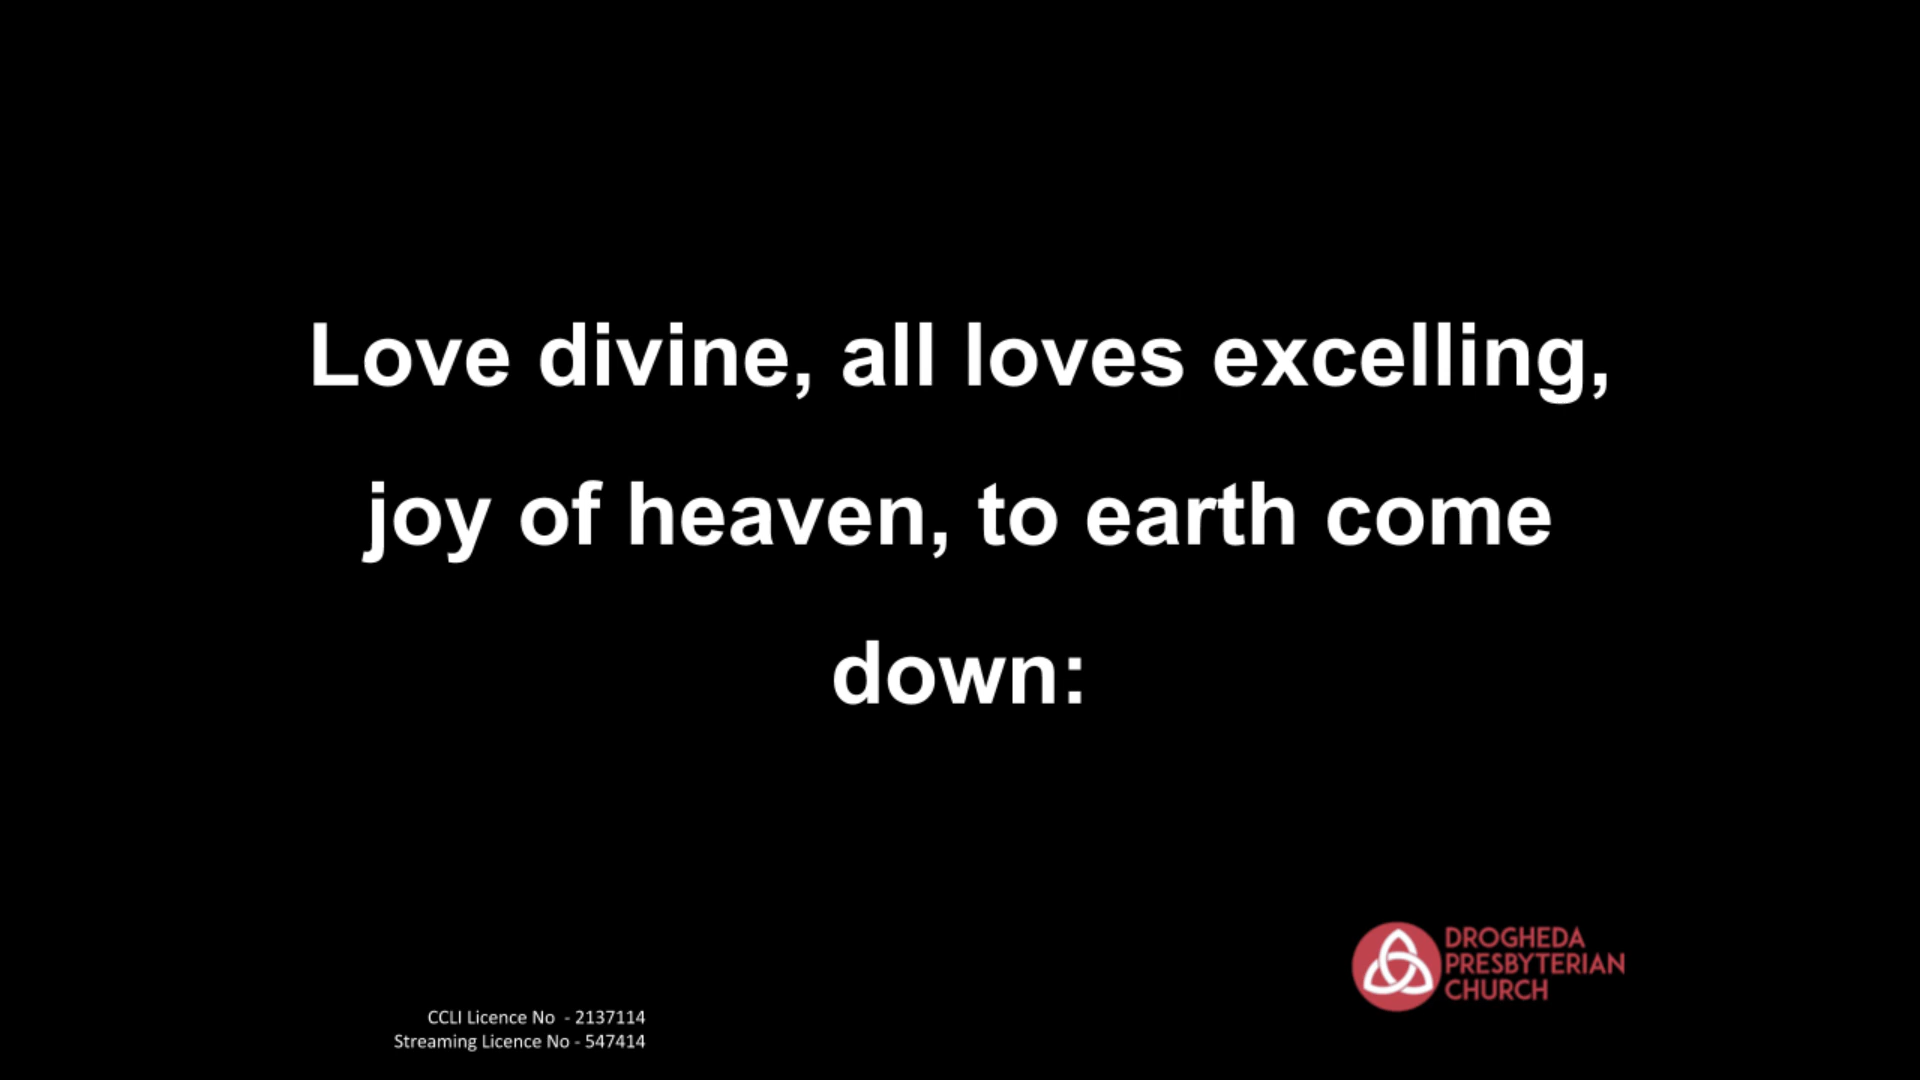 Love divine, all loves excelling,
joy of heaven, to earth come
down:
DROGHEDA
PRESBYTERIAN
CHURCH
CCLI Licence No  - 2137114
Streaming Licence No - 547414